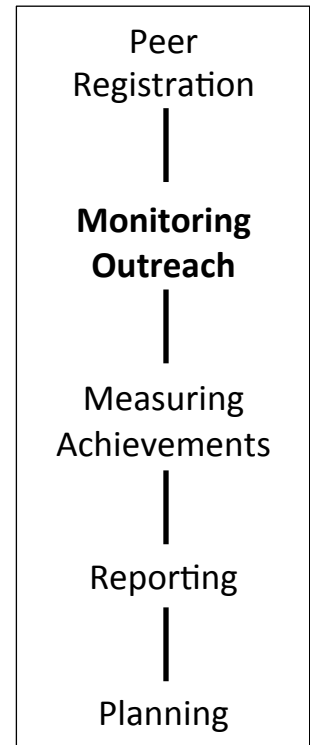 Peer
Registration
Monitoring
Outreach
Measuring
Achievements
Reporting
Planning